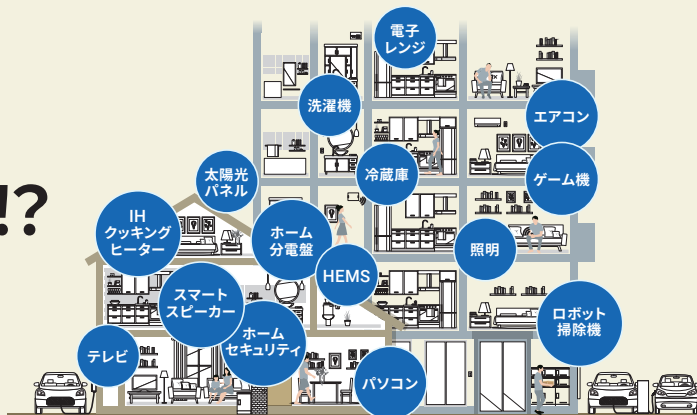 !?
電子
レンジ
洗濯機
エアコン
太陽光
パネル
冷蔵庫
ゲーム機
IH
クッキング
ヒーター
ホーム
分電盤
照明
HEMS
スマート
スピーカー
ロボット
掃除機
ホーム
セキュリティ
テレビ
パソコン